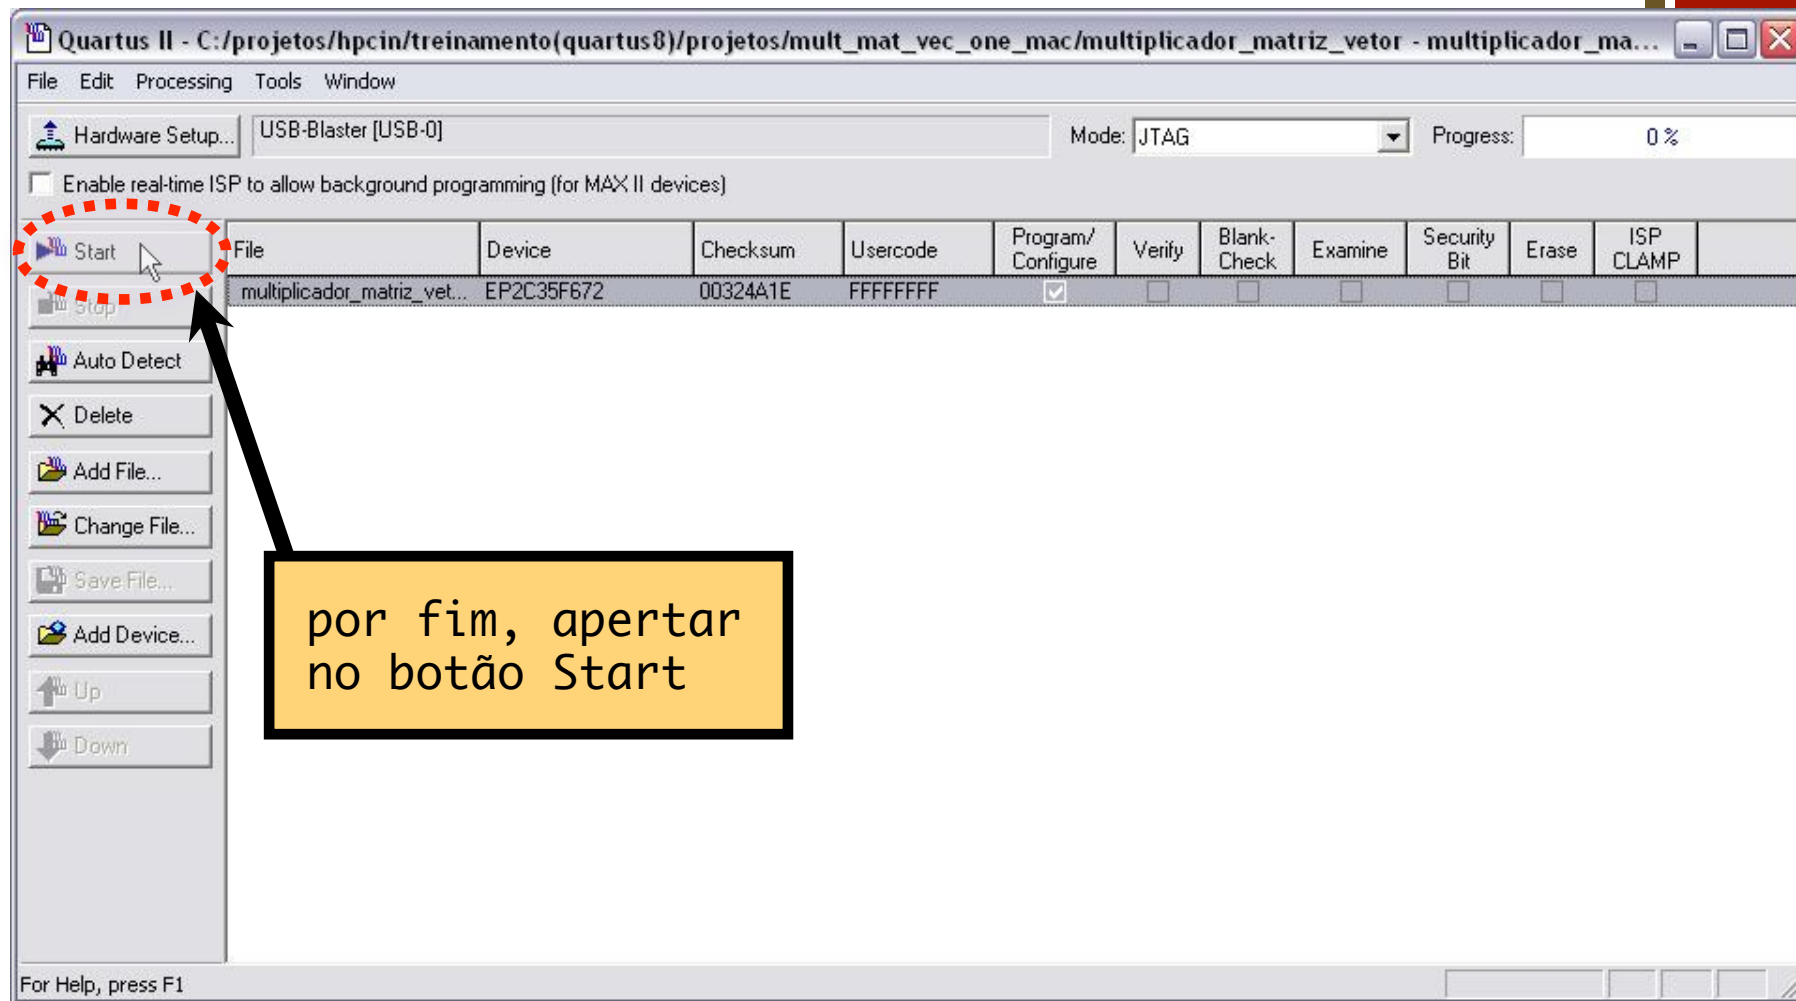 Quartus II - C:/projetos/hpcin/treinamento(quartus8)/projetos/mult_mat_vec_one_mac/multiplicador_matriz_vetor - multiplicador_ma...
File Edit Processing Tools Window
Hardware Setup... USB-Blaster [USB-0] Mode: JTAG Progress: 0 %
Enable real-time ISP to allow background programming (for MAX II devices)
Start
Stop
Auto Detect
Delete
Add File...
Change File...
Save File...
Add Device...
Up
Down
File Device Checksum Usercode Program/ Configure Verify Blank- Check Examine Security Bit Erase ISP CLAMP
multiplicador_matriz_vet... EP2C35F672 00324A1E FFFFFFFF
por fim, apertar
no botão Start
For Help, press F1